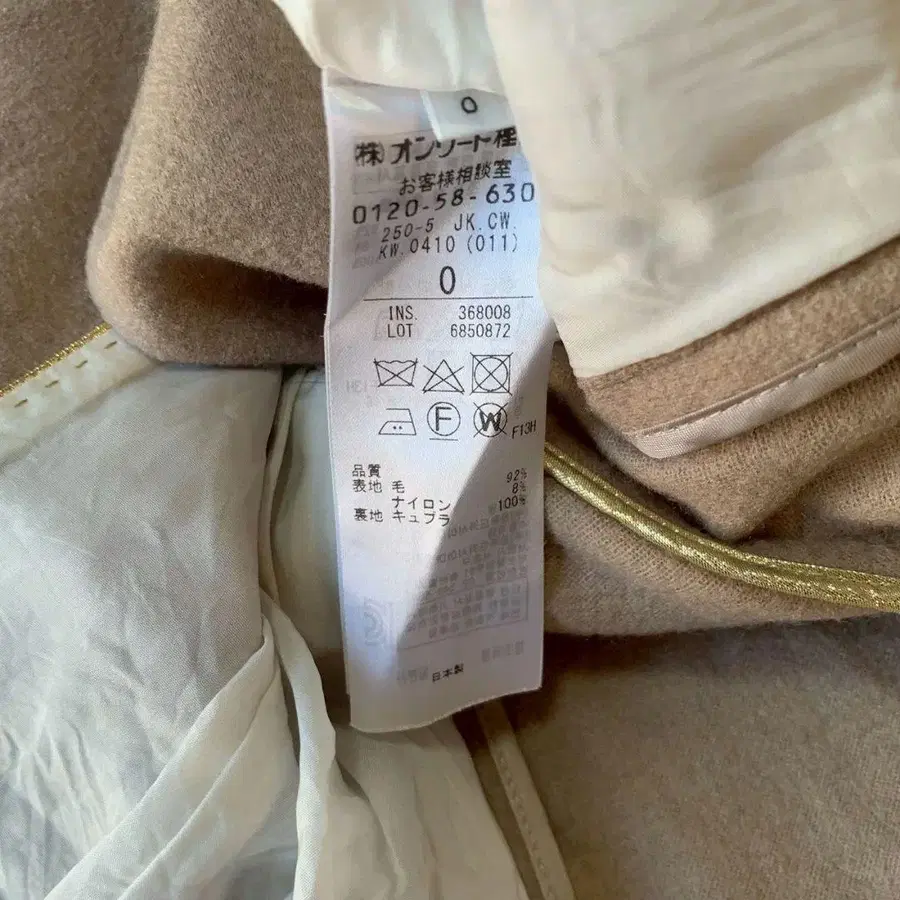 0
㈱オンワード樫
お客様相談室
0120-58-630
250-5 JK.CW.
KW.0410 (011)
0
INS. 368008
LOT 6850872
F
W
F13H
品質
表地 毛 92%
ナイロン 8%
裏地 キュプラ 100%
日本製